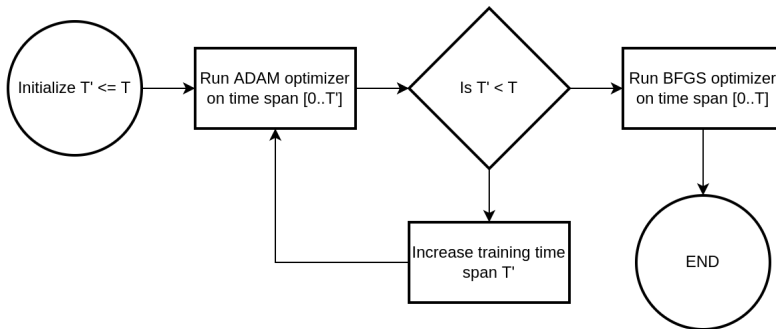 Initialize T' <= T
Run ADAM optimizer
on time span [0..T']
Is T' < T
Run BFGS optimizer
on time span [0..T]
Increase training time
span T'
END